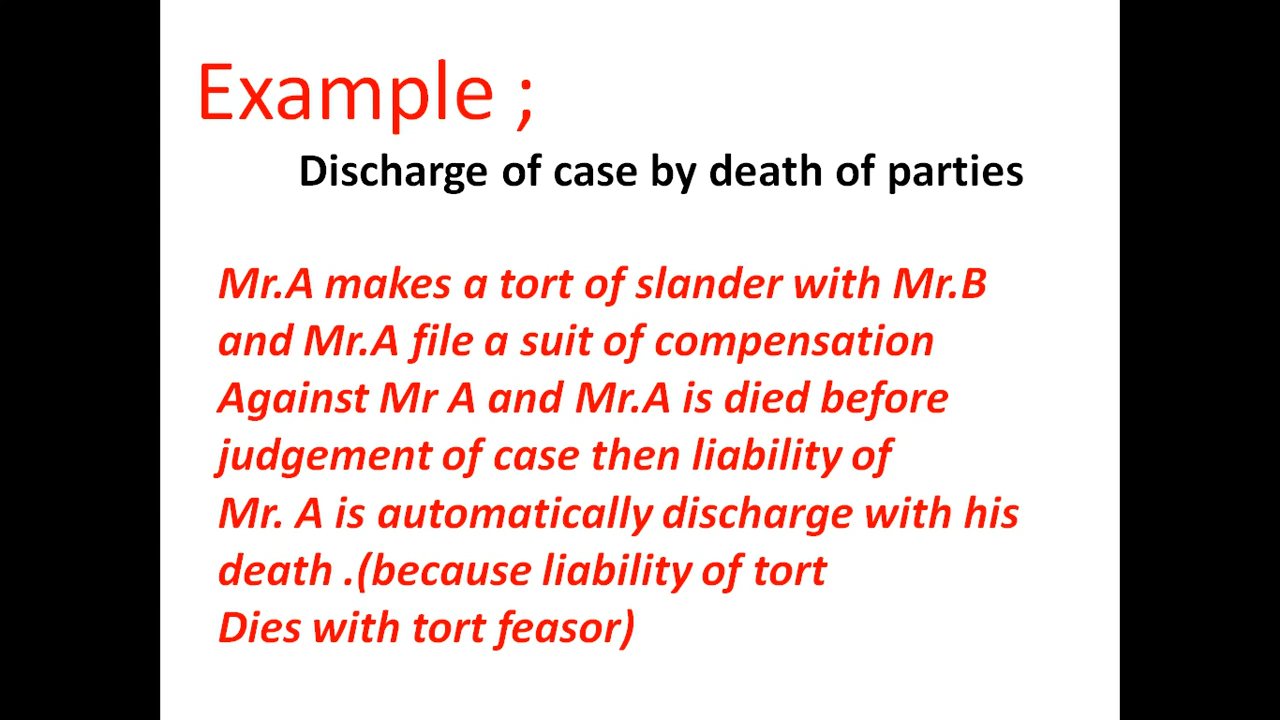 Example ;
Discharge of case by death of parties
Mr.A makes a tort of slander with Mr.B
and Mr.A file a suit of compensation
Against Mr A and Mr.A is died before
judgement of case then liability of
Mr. A is automatically discharge with his
death .(because liability of tort
Dies with tort feasor)